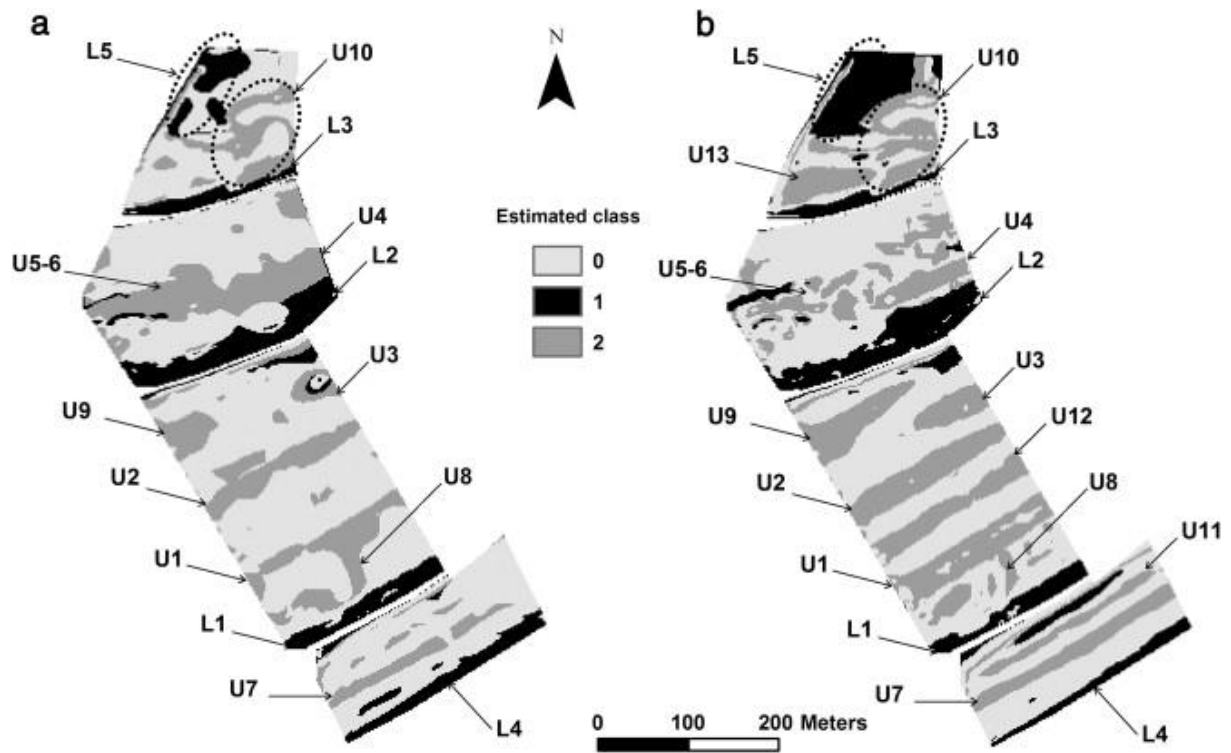 a
b
N
L5
U10
L3
U4
L2
U5-6
U3
U9
U2
U8
U1
L1
U7
L4
Estimated class
0
1
2
L5
U10
L3
U13
U4
L2
U5-6
U3
U9
U12
U2
U8
U11
U1
L1
U7
L4
0 100 200 Meters